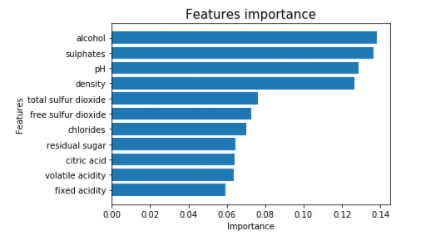 Features importance
alcohol
sulphates
pH
density
total sulfur dioxide
free sulfur dioxide
chlorides
residual sugar
citric acid
volatile acidity
fixed acidity
Features
0.00 0.02 0.04 0.06 0.08 0.10 0.12 0.14
Importance